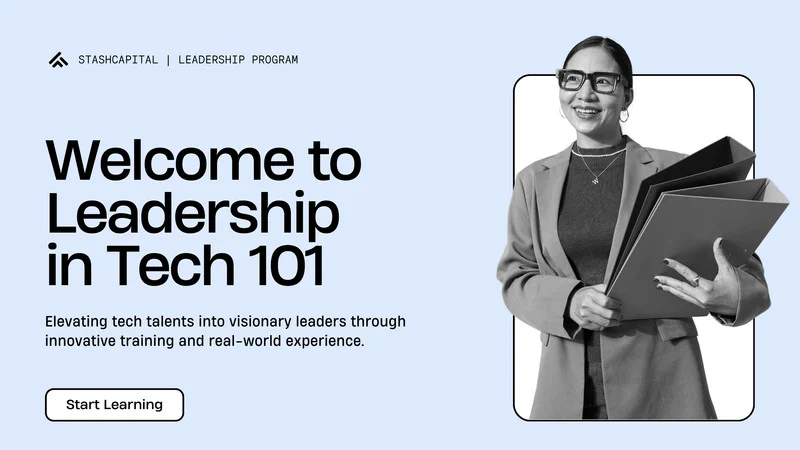 STASHCAPITAL | LEADERSHIP PROGRAM
Welcome to
Leadership
in Tech 101
Elevating tech talents into visionary leaders through
innovative training and real-world experience.
Start Learning